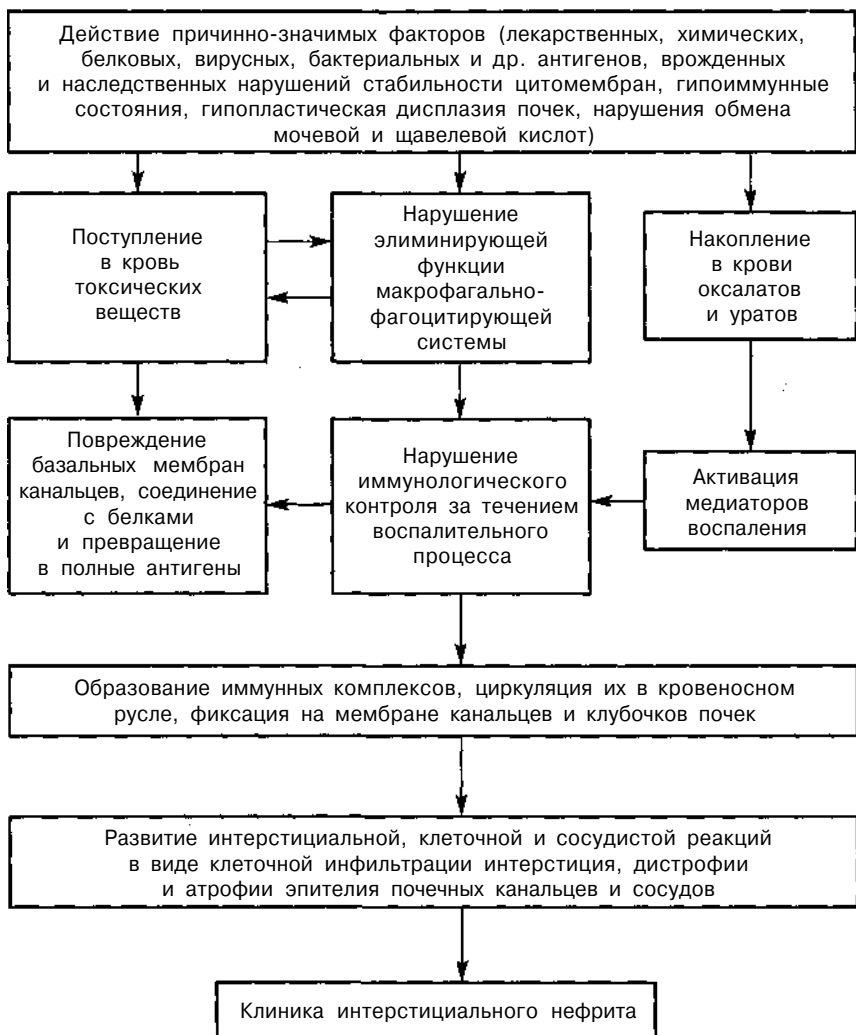 Действие причинно-значимых факторов (лекарственных, химических,
белковых, вирусных, бактериальных и др. антигенов, врожденных
и наследственных нарушений стабильности цитомембран, гипоиммунные
состояния, гипопластическая дисплазия почек, нарушения обмена
мочевой и щавелевой кислот)
Поступление
в кровь
токсических
веществ
Нарушение
элиминирующей
функции
макрофагально-
фагоцитирующей
системы
Накопление
в крови
оксалатов
и уратов
Повреждение
базальных мембран
канальцев, соединение
с белками
и превращение
в полные антигены
Нарушение
иммунологического
контроля за течением
воспалительного
процесса
Активация
медиаторов
воспаления
Образование иммунных комплексов, циркуляция их в кровеносном
русле, фиксация на мембране канальцев и клубочков почек
Развитие интерстициальной, клеточной и сосудистой реакций
в виде клеточной инфильтрации интерстиция, дистрофии
и атрофии эпителия почечных канальцев и сосудов
Клиника интерстициального нефрита